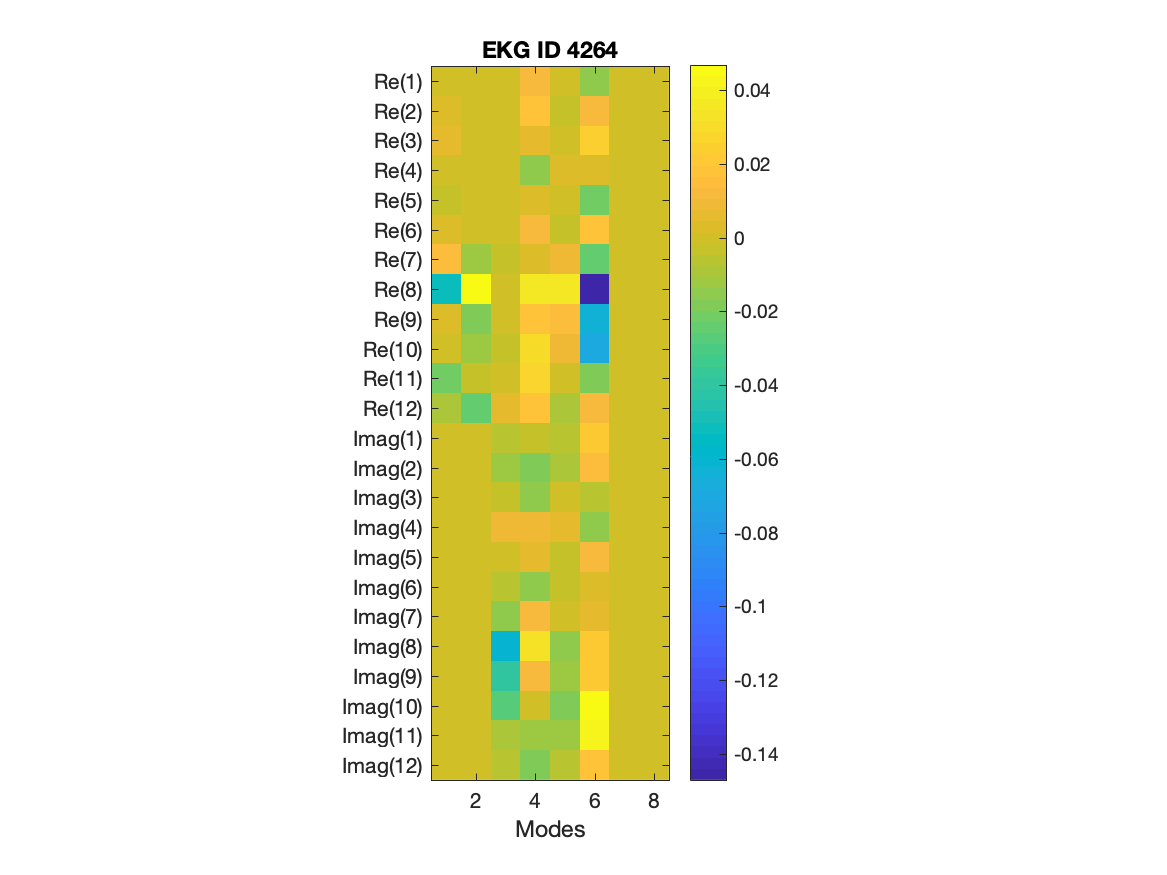 EKG ID 4264
Re(1)
Re(2)
Re(3)
Re(4)
Re(5)
Re(6)
Re(7)
Re(8)
Re(9)
Re(10)
Re(11)
Re(12)
Imag(1)
Imag(2)
Imag(3)
Imag(4)
Imag(5)
Imag(6)
Imag(7)
Imag(8)
Imag(9)
Imag(10)
Imag(11)
Imag(12)
2 4 6 8
Modes
0.04
0.02
0
-0.02
-0.04
-0.06
-0.08
-0.1
-0.12
-0.14